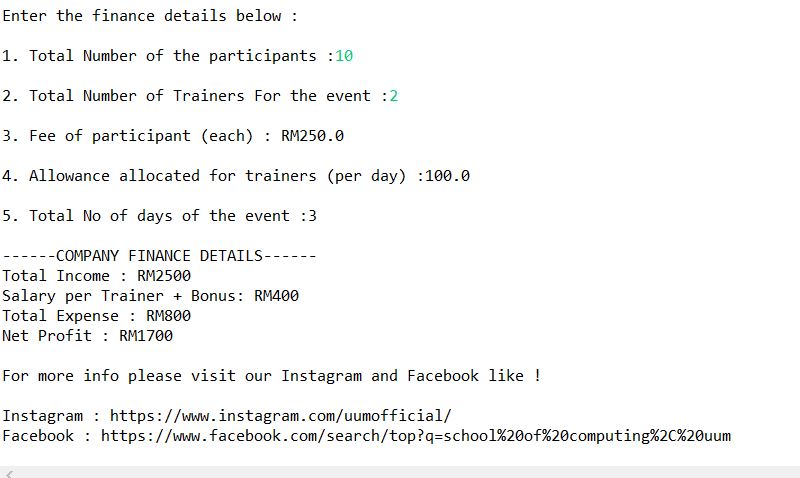 Enter the finance details below :
1. Total Number of the participants :10
2. Total Number of Trainers For the event :2
3. Fee of participant (each) : RM250.0
4. Allowance allocated for trainers (per day) :100.0
5. Total No of days of the event :3
------COMPANY FINANCE DETAILS------
Total Income : RM2500
Salary per Trainer + Bonus: RM400
Total Expense : RM800
Net Profit : RM1700
For more info please visit our Instagram and Facebook like !
Instagram : https://www.instagram.com/uumofficial/
Facebook : https://www.facebook.com/search/top?q=school%20of%20computing%2C%20uum